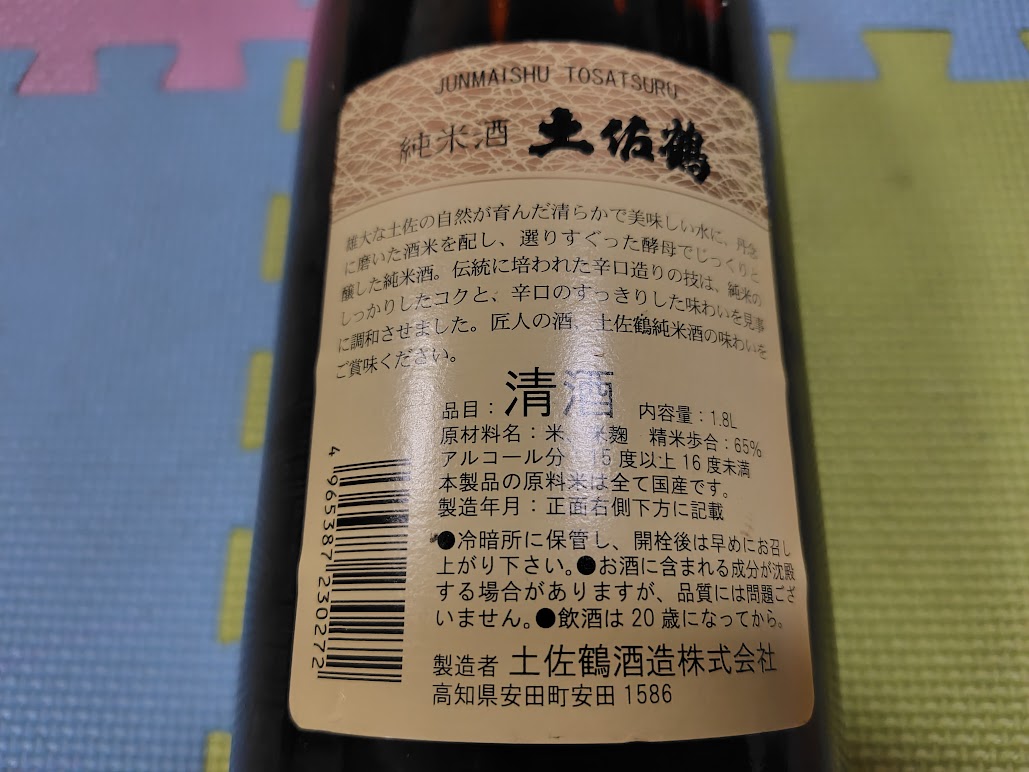 JUNMAISHU TOSATSURU
純米酒 土佐鶴
雄大な土佐の自然が育んだ清らかで美味しい水に、丹念
に磨いた酒米を配し、選りすぐった酵母でじっくりと
醸した純米酒。伝統に培われた辛口造りの技は、純米の
しっかりしたコクと、辛口のすっきりした味わいを見事
に調和させました。匠人の酒、土佐鶴純米酒の味わいを
ご賞味ください。
品目：清酒 内容量：1.8L
原材料名：米、米麹 精米歩合：65%
アルコール分：15度以上16度未満
本製品の原料米は全て国産です。
製造年月：正面右側下方に記載
●冷暗所に保管し、開栓後は早めにお召し
上がり下さい。●お酒に含まれる成分が沈殿
する場合がありますが、品質には問題ござ
いません。●飲酒は20歳になってから。
製造者 土佐鶴酒造株式会社
高知県安田町安田1586
4 965387 230272